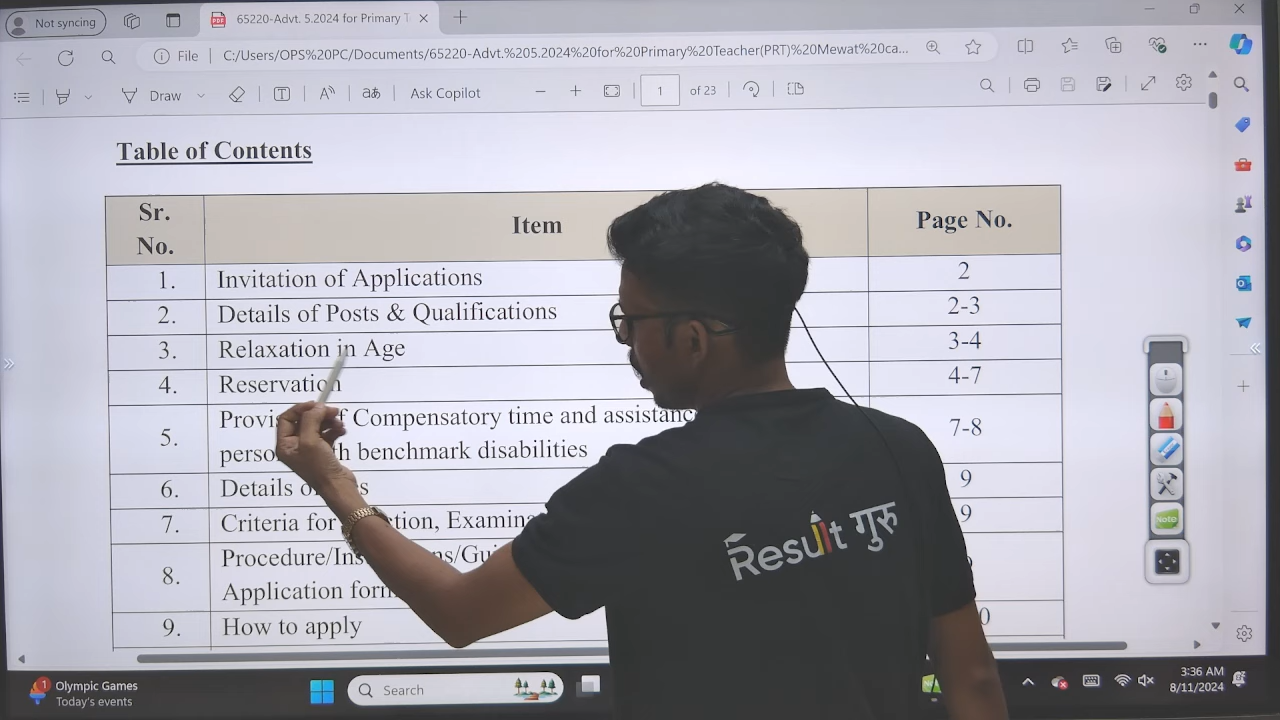 Not syncing
65220-Advt. 5.2024 for Primary T
File
C:/Users/OPS%20PC/Documents/65220-Advt.%205.2024%20for%20Primary%20Teacher(PRT)%20Mewat%20ca...
Draw
Ask Copilot
1 of 23
Table of Contents
Sr. No. Item Page No.
1. Invitation of Applications 2
2. Details of Posts & Qualifications 2-3
3. Relaxation in Age 3-4
4. Reservation 4-7
5. Compensatory time and assistanc
benchmark disabilities 7-8
6. Details 9
7. Criteria for 9
8. Procedure/Ins
Application form
9. How to apply
Result गुरु
Note
1 Olympic Games
Today's events
Search
3:36 AM
8/11/2024